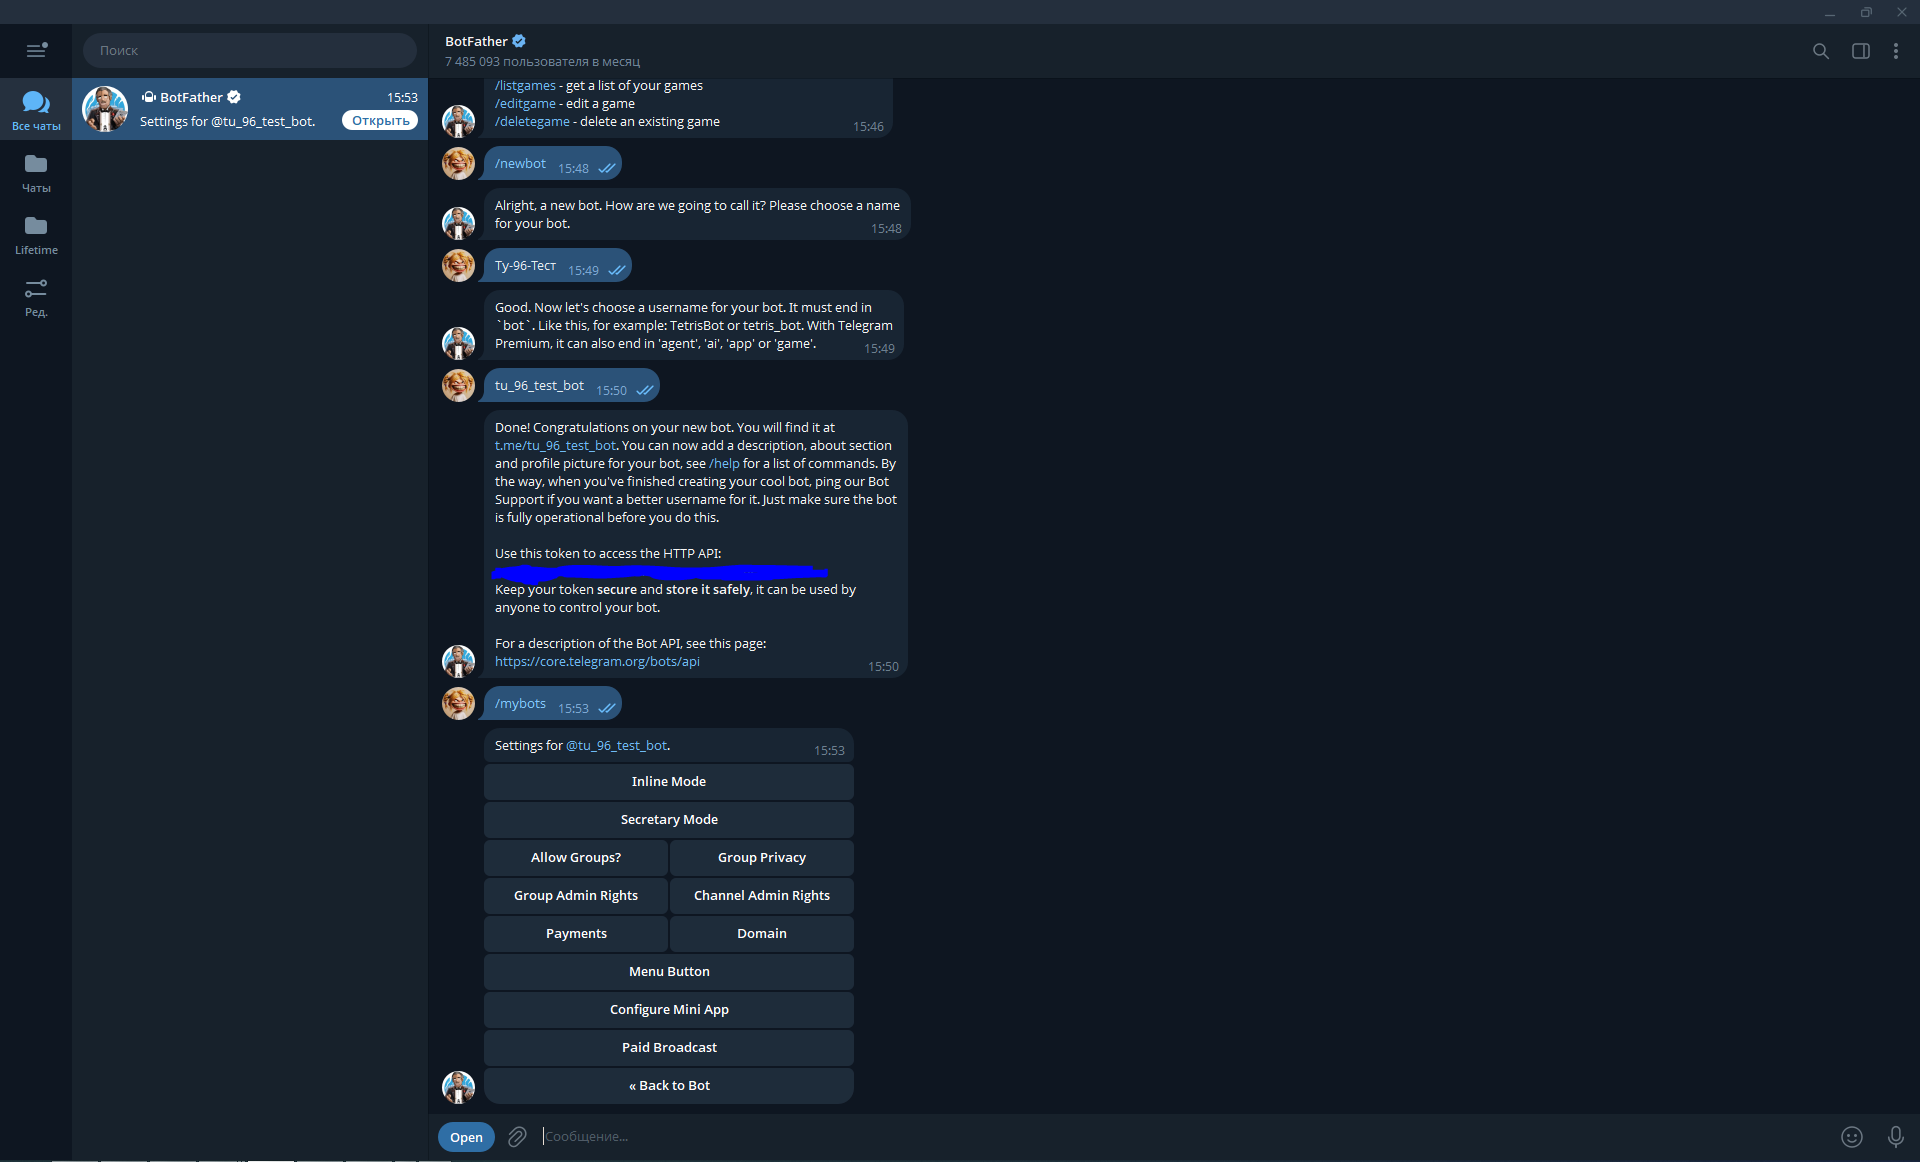 Поиск
BotFather
15:53
Settings for @tu_96_test_bot.
Открыть
Все чаты
Чаты
Lifetime
Ред.
BotFather
7 485 093 пользователя в месяц
/listgames - get a list of your games
/editgame - edit a game
/deletegame - delete an existing game
15:46
/newbot 15:48
Alright, a new bot. How are we going to call it? Please choose a name
for your bot.
15:48
Ту-96-Тест 15:49
Good. Now let's choose a username for your bot. It must end in
`bot`. Like this, for example: TetrisBot or tetris_bot. With Telegram
Premium, it can also end in 'agent', 'ai', 'app' or 'game'.
15:49
tu_96_test_bot 15:50
Done! Congratulations on your new bot. You will find it at
t.me/tu_96_test_bot. You can now add a description, about section
and profile picture for your bot, see /help for a list of commands. By
the way, when you've finished creating your cool bot, ping our Bot
Support if you want a better username for it. Just make sure the bot
is fully operational before you do this.
Use this token to access the HTTP API:
Keep your token secure and store it safely, it can be used by
anyone to control your bot.
For a description of the Bot API, see this page:
https://core.telegram.org/bots/api
15:50
/mybots 15:53
Settings for @tu_96_test_bot.
15:53
Inline Mode
Secretary Mode
Allow Groups? Group Privacy
Group Admin Rights Channel Admin Rights
Payments Domain
Menu Button
Configure Mini App
Paid Broadcast
« Back to Bot
Open
Сообщение...